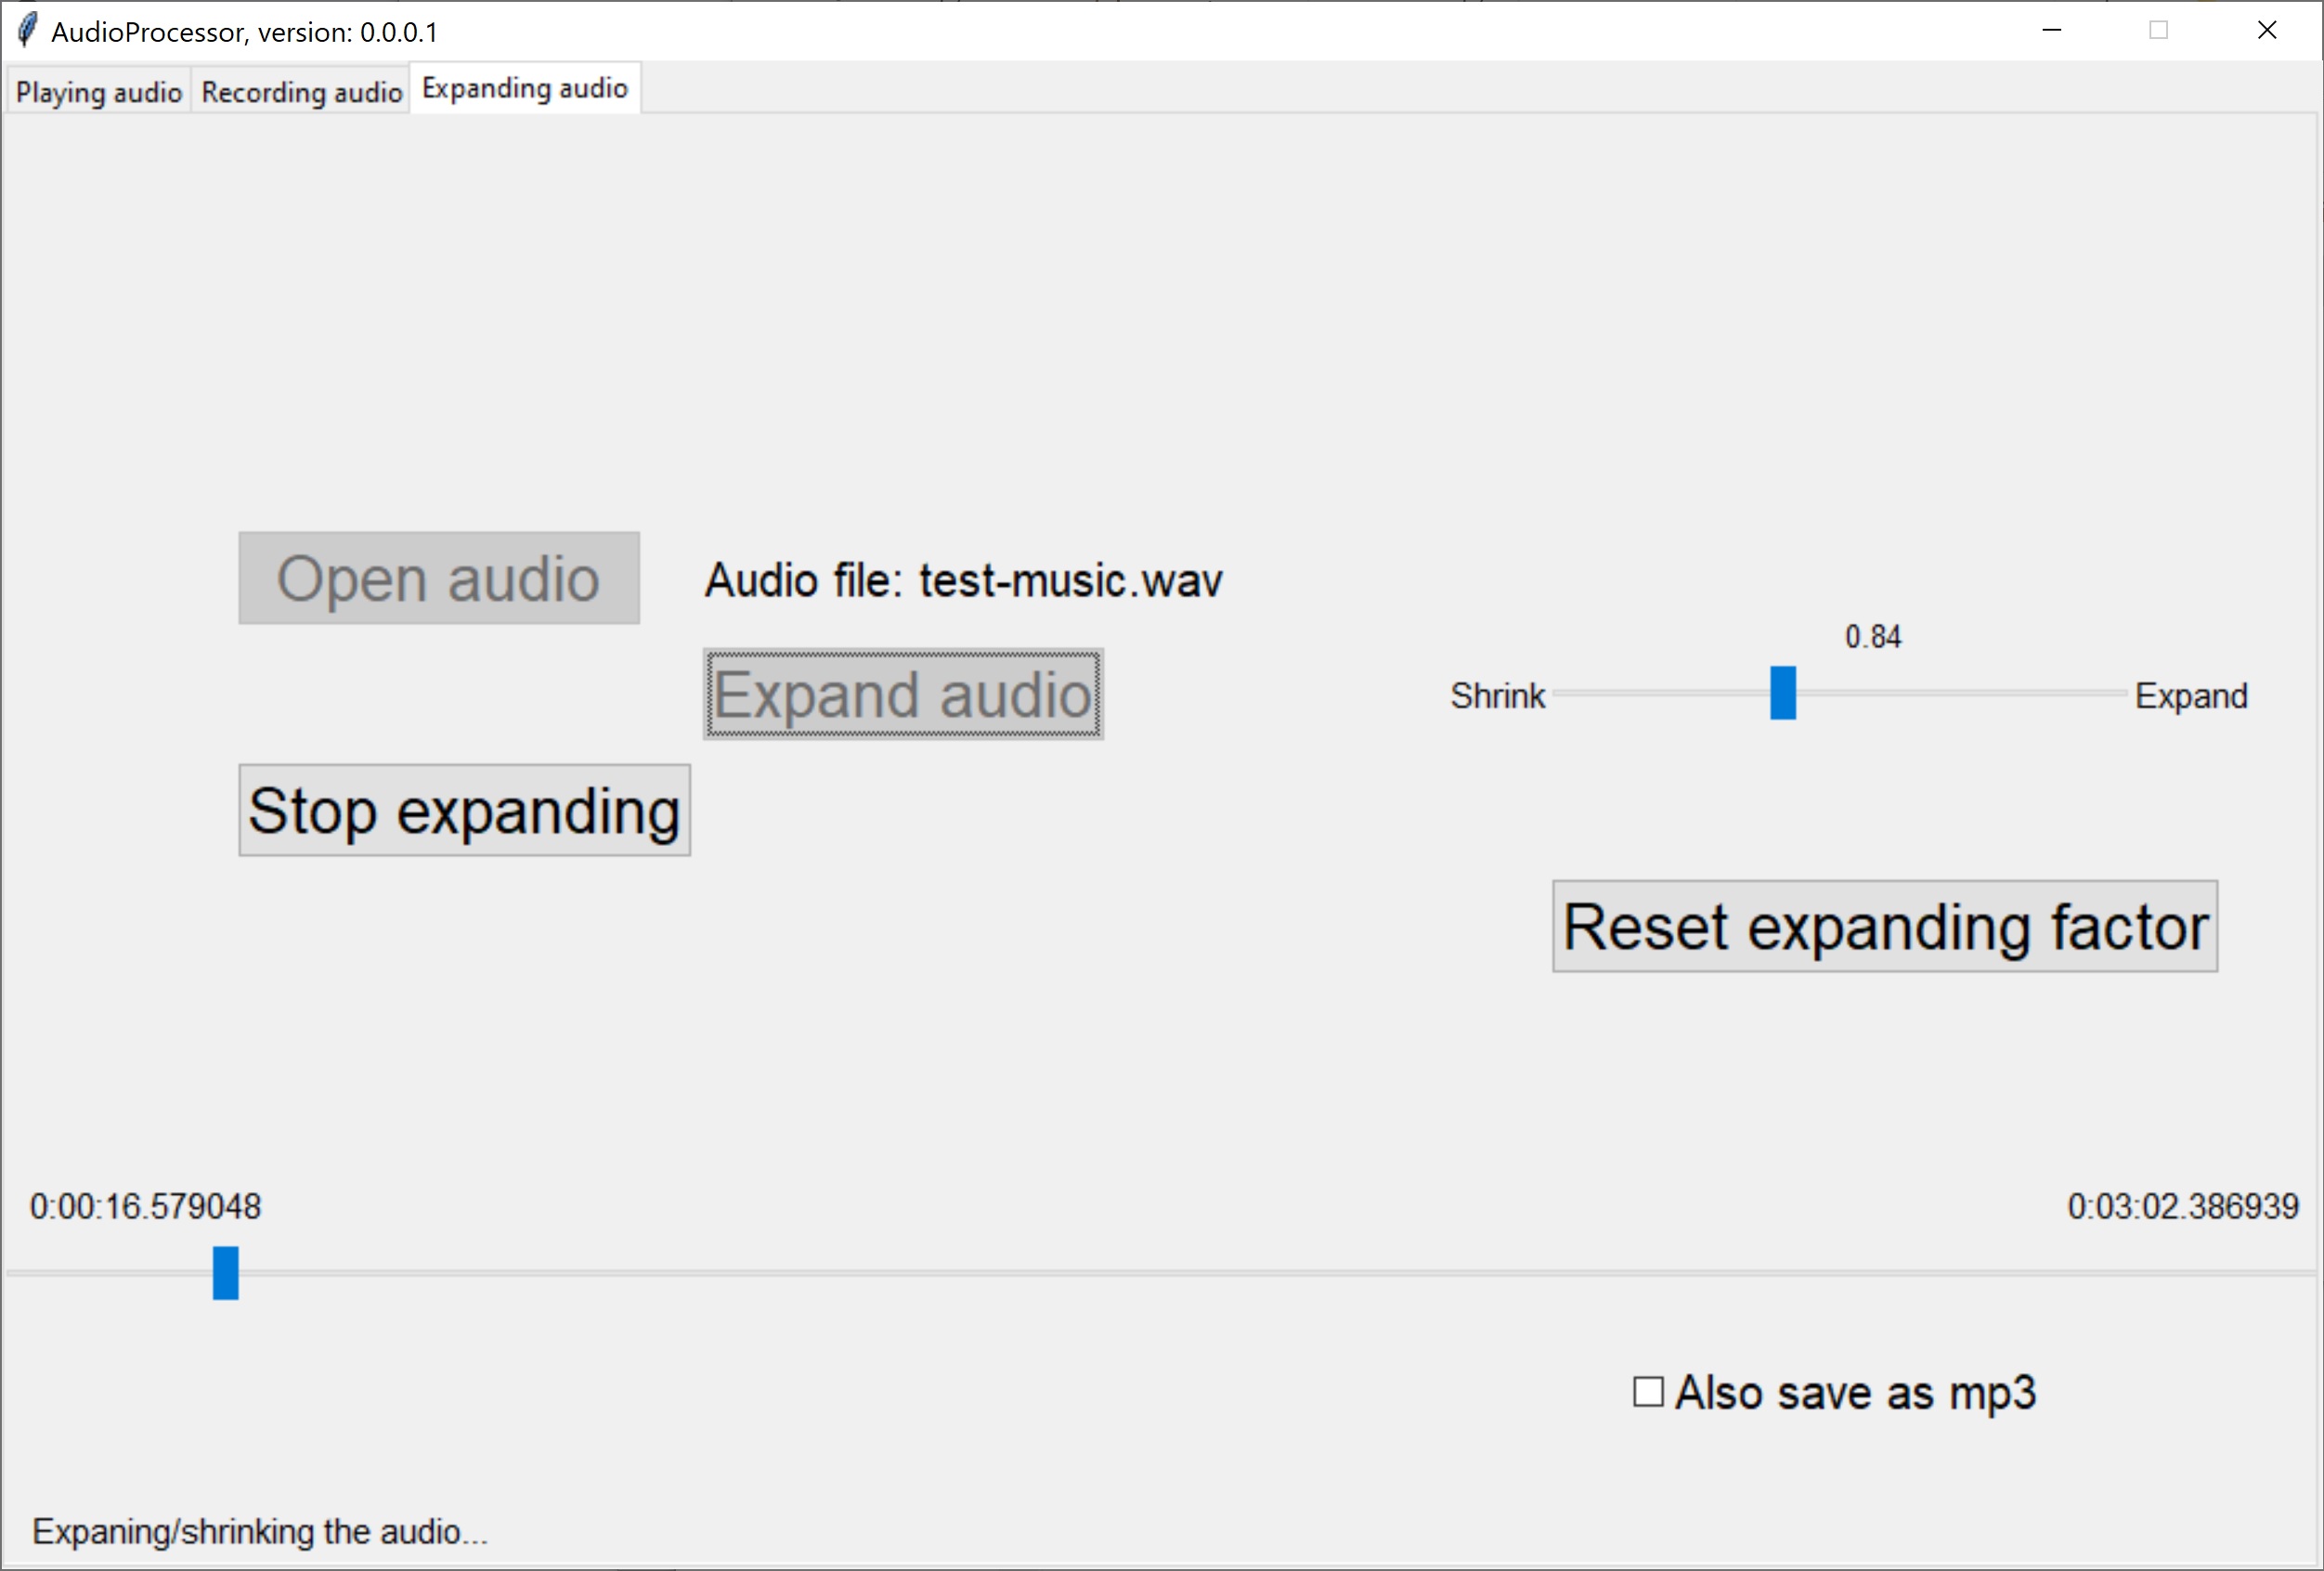 AudioProcessor, version: 0.0.0.1
Playing audio Recording audio Expanding audio
Open audio Audio file: test-music.wav
0.84
Expand audio Shrink Expand
Stop expanding
Reset expanding factor
0:00:16.579048 0:03:02.386939
Also save as mp3
Expaning/shrinking the audio...